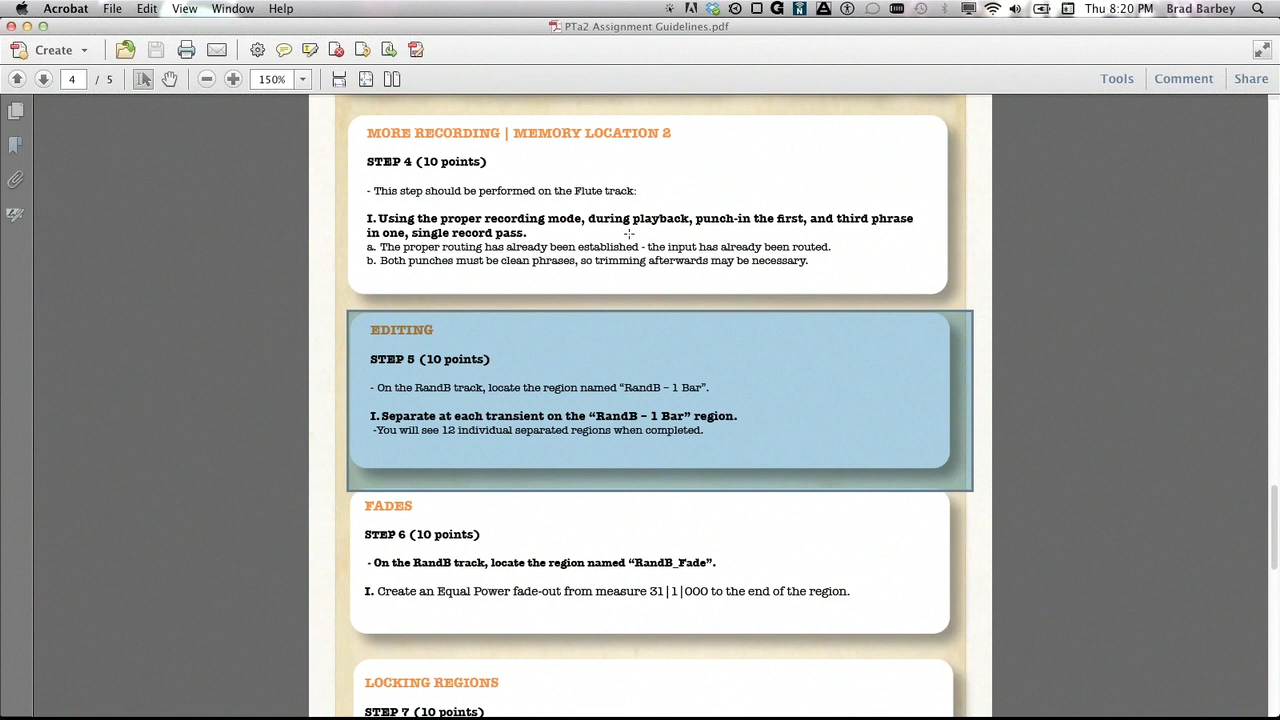 Acrobat File Edit View Window Help Thu 8:20 PM Brad Barbey
PTa2 Assignment Guidelines.pdf
Create
4 / 5 150% Tools Comment Share
MORE RECORDING | MEMORY LOCATION 2
STEP 4 (10 points)
- This step should be performed on the Flute track:
I. Using the proper recording mode, during playback, punch-in the first, and third phrase
in one, single record pass.
a. The proper routing has already been established - the input has already been routed.
b. Both punches must be clean phrases, so trimming afterwards may be necessary.
EDITING
STEP 5 (10 points)
- On the RandB track, locate the region named “RandB – 1 Bar”.
I. Separate at each transient on the “RandB – 1 Bar” region.
-You will see 12 individual separated regions when completed.
FADES
STEP 6 (10 points)
- On the RandB track, locate the region named “RandB_Fade”.
I. Create an Equal Power fade-out from measure 31|1|000 to the end of the region.
LOCKING REGIONS
STEP 7 (10 points)